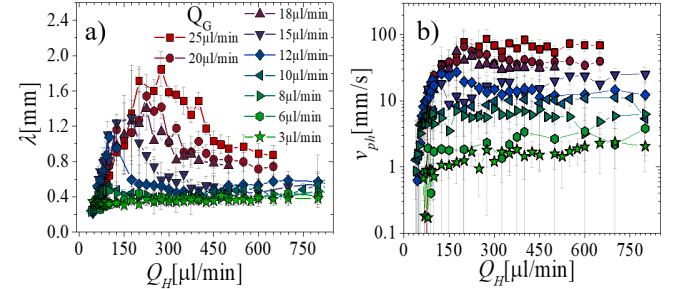 a)
Q_G
25µl/min
20µl/min
18µl/min
15µl/min
12µl/min
10µl/min
8µl/min
6µl/min
3µl/min
λ[mm]
2.4
2.0
1.6
1.2
0.8
0.4
0.0
0 150 300 450 600 750
Q_H[µl/min]
b)
v_ph [mm/s]
100
10
1
0.1
0 150 300 450 600 750
Q_H[µl/min]